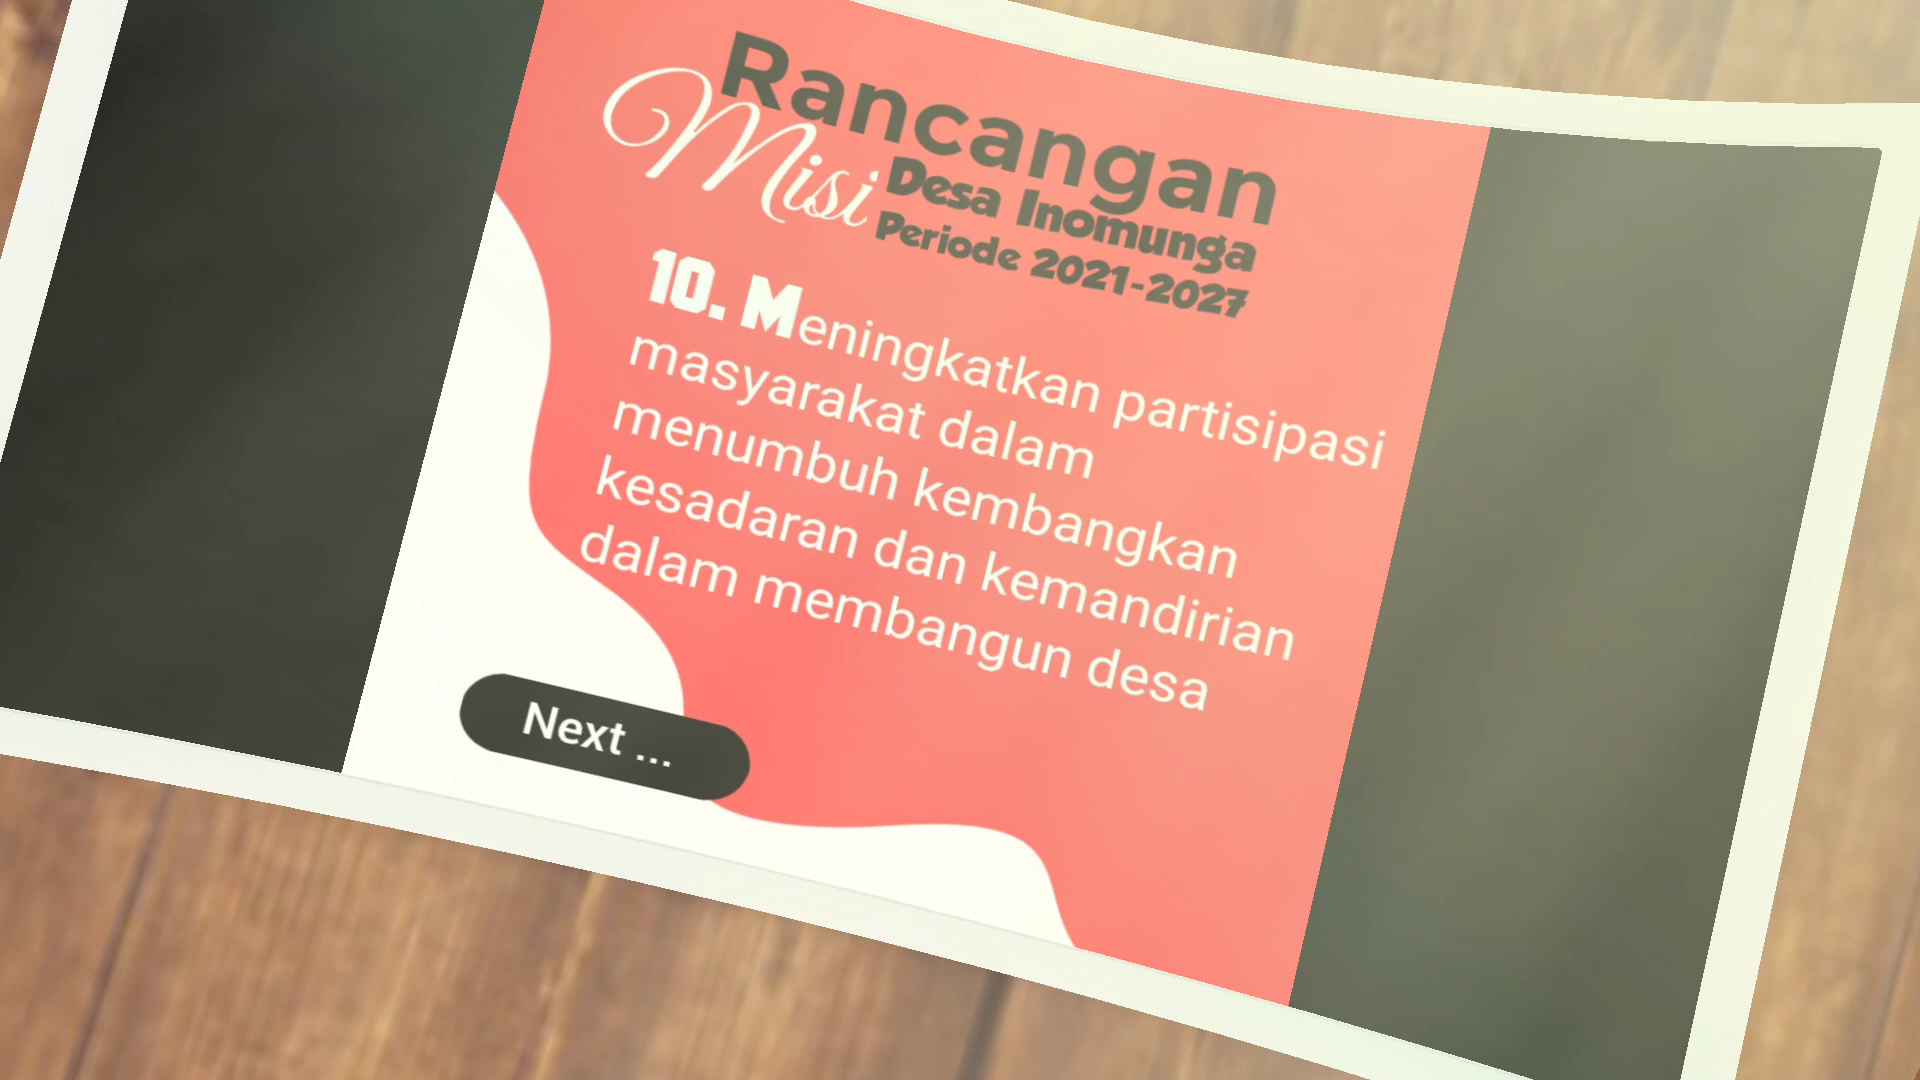 Rancangan
Misi Desa Inomunga
Periode 2021-2027
10. Meningkatkan partisipasi
masyarakat dalam
menumbuh kembangkan
kesadaran dan kemandirian
dalam membangun desa
Next ...